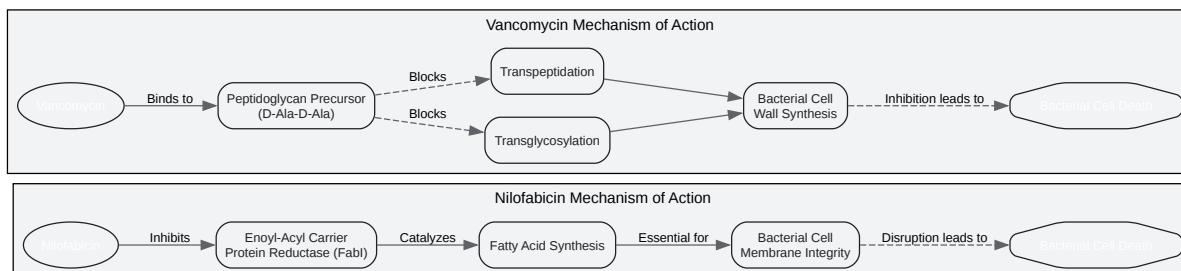 Vancomycin Mechanism of Action
Vancomycin
Binds to
Peptidoglycan Precursor
(D-Ala-D-Ala)
Blocks
Blocks
Transpeptidation
Transglycosylation
Bacterial Cell
Wall Synthesis
Inhibition leads to
Bacterial Cell Death
Nilofabicin Mechanism of Action
Nilofabicin
Inhibits
Enoyl-Acyl Carrier
Protein Reductase (FabI)
Catalyzes
Fatty Acid Synthesis
Essential for
Bacterial Cell
Membrane Integrity
Disruption leads to
Bacterial Cell Death